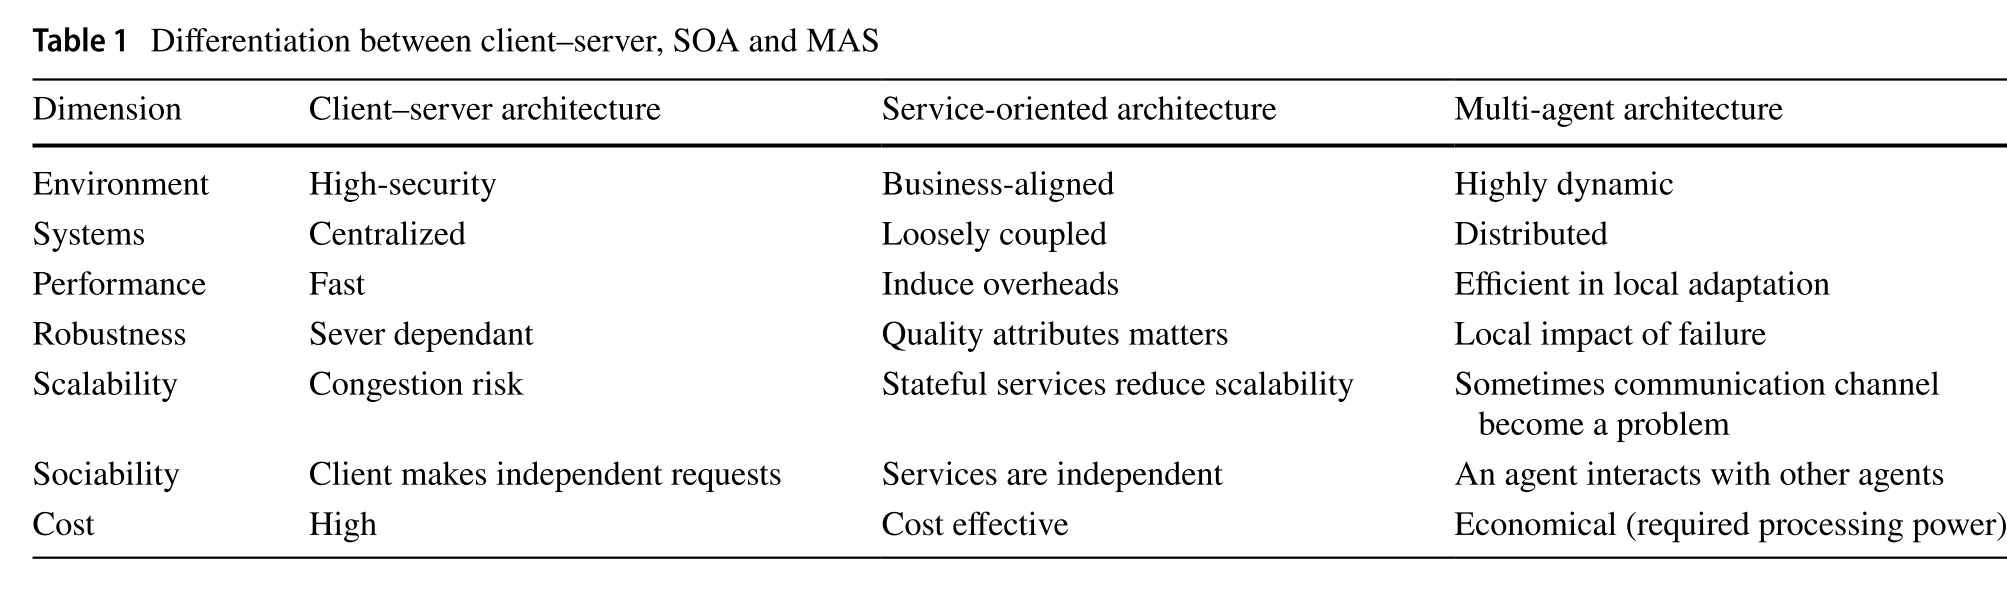 Table 1 Differentiation between client–server, SOA and MAS
Dimension Client–server architecture Service-oriented architecture Multi-agent architecture
Environment High-security Business-aligned Highly dynamic
Systems Centralized Loosely coupled Distributed
Performance Fast Induce overheads Efficient in local adaptation
Robustness Sever dependant Quality attributes matters Local impact of failure
Scalability Congestion risk Stateful services reduce scalability Sometimes communication channel
become a problem
Sociability Client makes independent requests Services are independent An agent interacts with other agents
Cost High Cost effective Economical (required processing power)